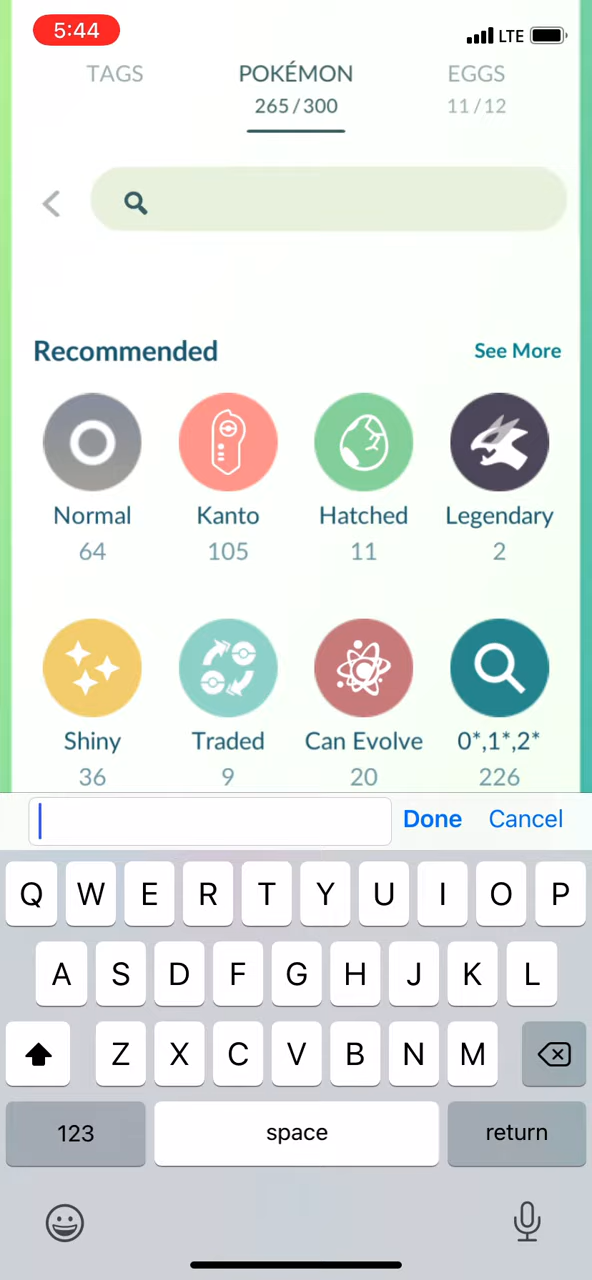 5:44
LTE
TAGS
POKÉMON
EGGS
265/300
11/12
Recommended
See More
Normal
Kanto
Hatched
Legendary
64
105
11
2
Shiny
Traded
Can Evolve
0*,1*,2*
36
9
20
226
Done
Cancel
Q W E R T Y U I O P
A S D F G H J K L
Z X C V B N M
123
space
return